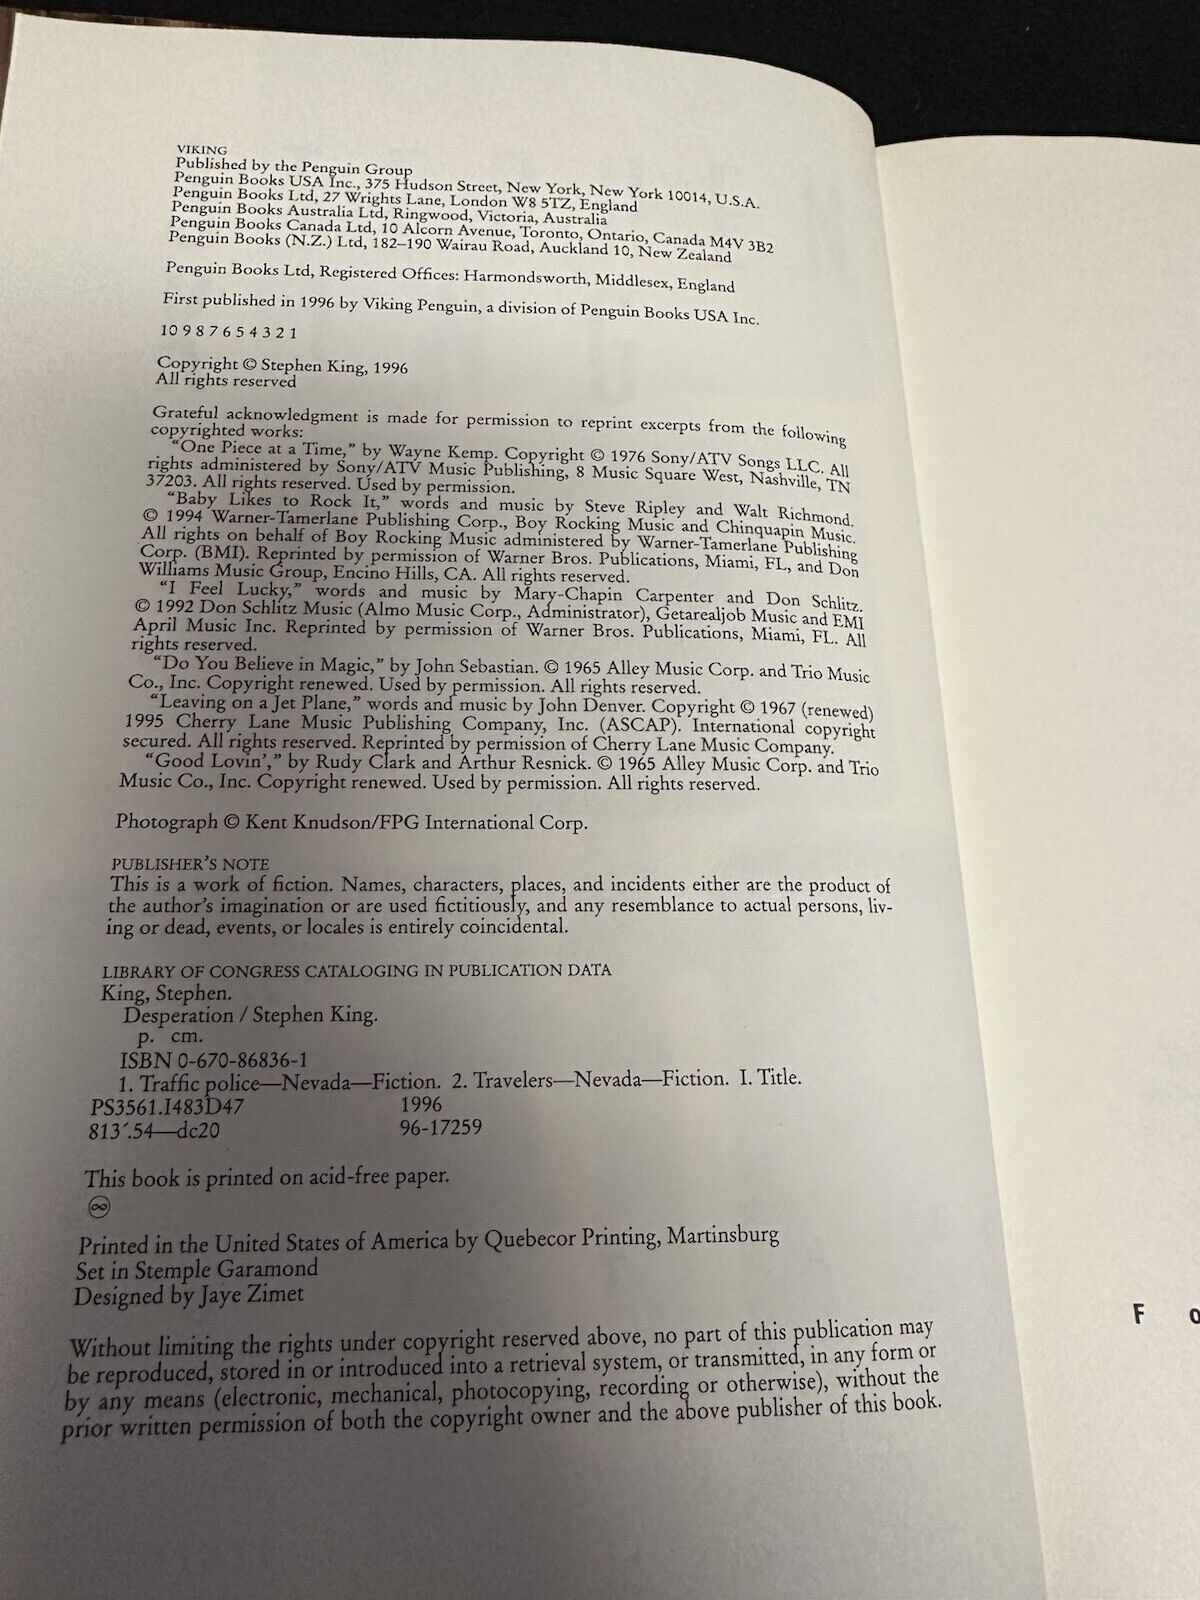 VIKING
Published by the Penguin Group
Penguin Books USA Inc., 375 Hudson Street, New York, New York 10014, U.S.A.
Penguin Books Ltd, 27 Wrights Lane, London W8 5TZ, England
Penguin Books Australia Ltd, Ringwood, Victoria, Australia
Penguin Books Canada Ltd, 10 Alcorn Avenue, Toronto, Ontario, Canada M4V 3B2
Penguin Books (N.Z.) Ltd, 182–190 Wairau Road, Auckland 10, New Zealand
Penguin Books Ltd, Registered Offices: Harmondsworth, Middlesex, England
First published in 1996 by Viking Penguin, a division of Penguin Books USA Inc.
10 9 8 7 6 5 4 3 2 1
Copyright © Stephen King, 1996
All rights reserved
Grateful acknowledgment is made for permission to reprint excerpts from the following
copyrighted works:
“One Piece at a Time,” by Wayne Kemp. Copyright © 1976 Sony/ATV Songs LLC. All
rights administered by Sony/ATV Music Publishing, 8 Music Square West, Nashville, TN
37203. All rights reserved. Used by permission.
“Baby Likes to Rock It,” words and music by Steve Ripley and Walt Richmond.
© 1994 Warner-Tamerlane Publishing Corp., Boy Rocking Music and Chinquapin Music.
All rights on behalf of Boy Rocking Music administered by Warner-Tamerlane Publishing
Corp. (BMI). Reprinted by permission of Warner Bros. Publications, Miami, FL, and Don
Williams Music Group, Encino Hills, CA. All rights reserved.
“I Feel Lucky,” words and music by Mary-Chapin Carpenter and Don Schlitz.
© 1992 Don Schlitz Music (Almo Music Corp., Administrator), Getarealjob Music and EMI
April Music Inc. Reprinted by permission of Warner Bros. Publications, Miami, FL. All
rights reserved.
“Do You Believe in Magic,” by John Sebastian. © 1965 Alley Music Corp. and Trio Music
Co., Inc. Copyright renewed. Used by permission. All rights reserved.
“Leaving on a Jet Plane,” words and music by John Denver. Copyright © 1967 (renewed)
1995 Cherry Lane Music Publishing Company, Inc. (ASCAP). International copyright
secured. All rights reserved. Reprinted by permission of Cherry Lane Music Company.
“Good Lovin’,” by Rudy Clark and Arthur Resnick. © 1965 Alley Music Corp. and Trio
Music Co., Inc. Copyright renewed. Used by permission. All rights reserved.
Photograph © Kent Knudson/FPG International Corp.
PUBLISHER’S NOTE
This is a work of fiction. Names, characters, places, and incidents either are the product of
the author’s imagination or are used fictitiously, and any resemblance to actual persons, liv-
ing or dead, events, or locales is entirely coincidental.
LIBRARY OF CONGRESS CATALOGING IN PUBLICATION DATA
King, Stephen.
Desperation / Stephen King.
p. cm.
ISBN 0-670-86836-1
1. Traffic police—Nevada—Fiction. 2. Travelers—Nevada—Fiction. I. Title.
PS3561.I483D47 1996
813´.54—dc20 96-17259
This book is printed on acid-free paper.
♾
Printed in the United States of America by Quebecor Printing, Martinsburg
Set in Stemple Garamond
Designed by Jaye Zimet
Without limiting the rights under copyright reserved above, no part of this publication may
be reproduced, stored in or introduced into a retrieval system, or transmitted, in any form or
by any means (electronic, mechanical, photocopying, recording or otherwise), without the
prior written permission of both the copyright owner and the above publisher of this book.
F o